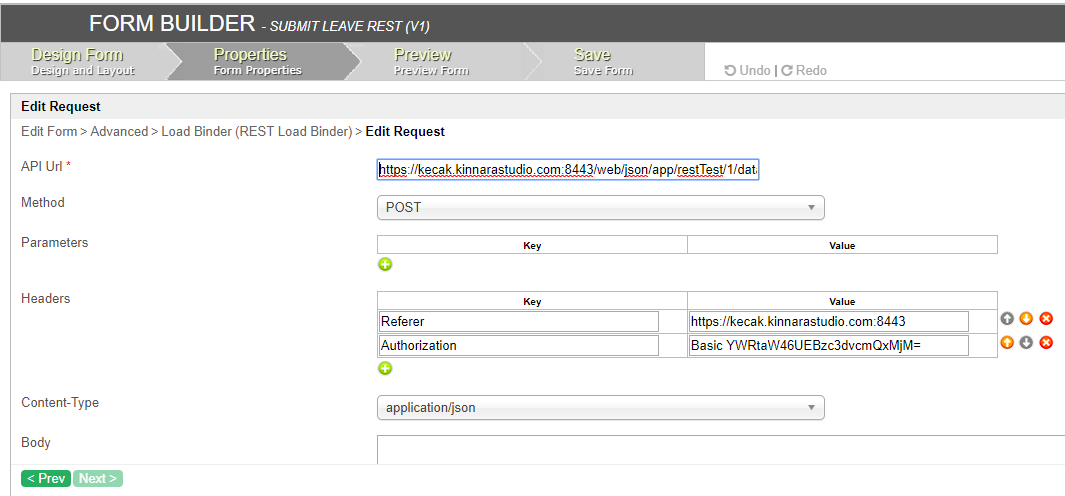 FORM BUILDER - SUBMIT LEAVE REST (V1)
Design Form
Design and Layout
Properties
Form Properties
Preview
Preview Form
Save
Save Form
Undo | Redo
Edit Request
Edit Form > Advanced > Load Binder (REST Load Binder) > Edit Request
API Url *
https://kecak.kinnarastudio.com:8443/web/json/app/restTest/1/data
Method
POST
Parameters
Key Value
Headers
Key Value
Referer https://kecak.kinnarastudio.com:8443
Authorization Basic YWRtaW46UEBzc3dvcmQxMjM=
Content-Type
application/json
Body
< Prev Next >